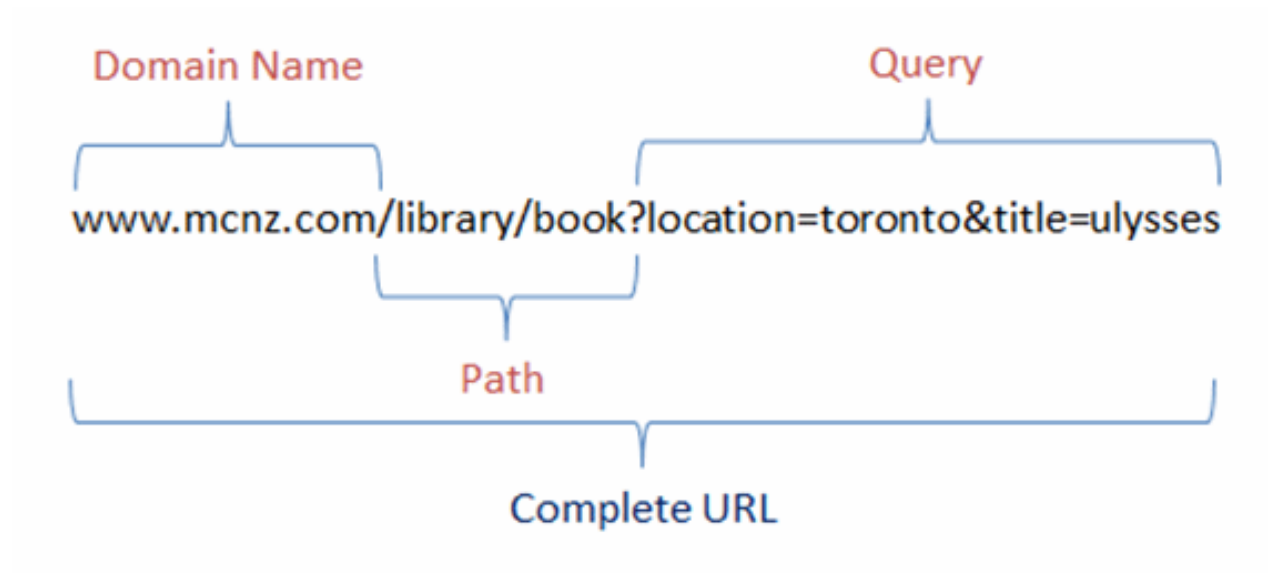 Domain Name
Query
www.mcnz.com/library/book?location=toronto&title=ulysses
Path
Complete URL